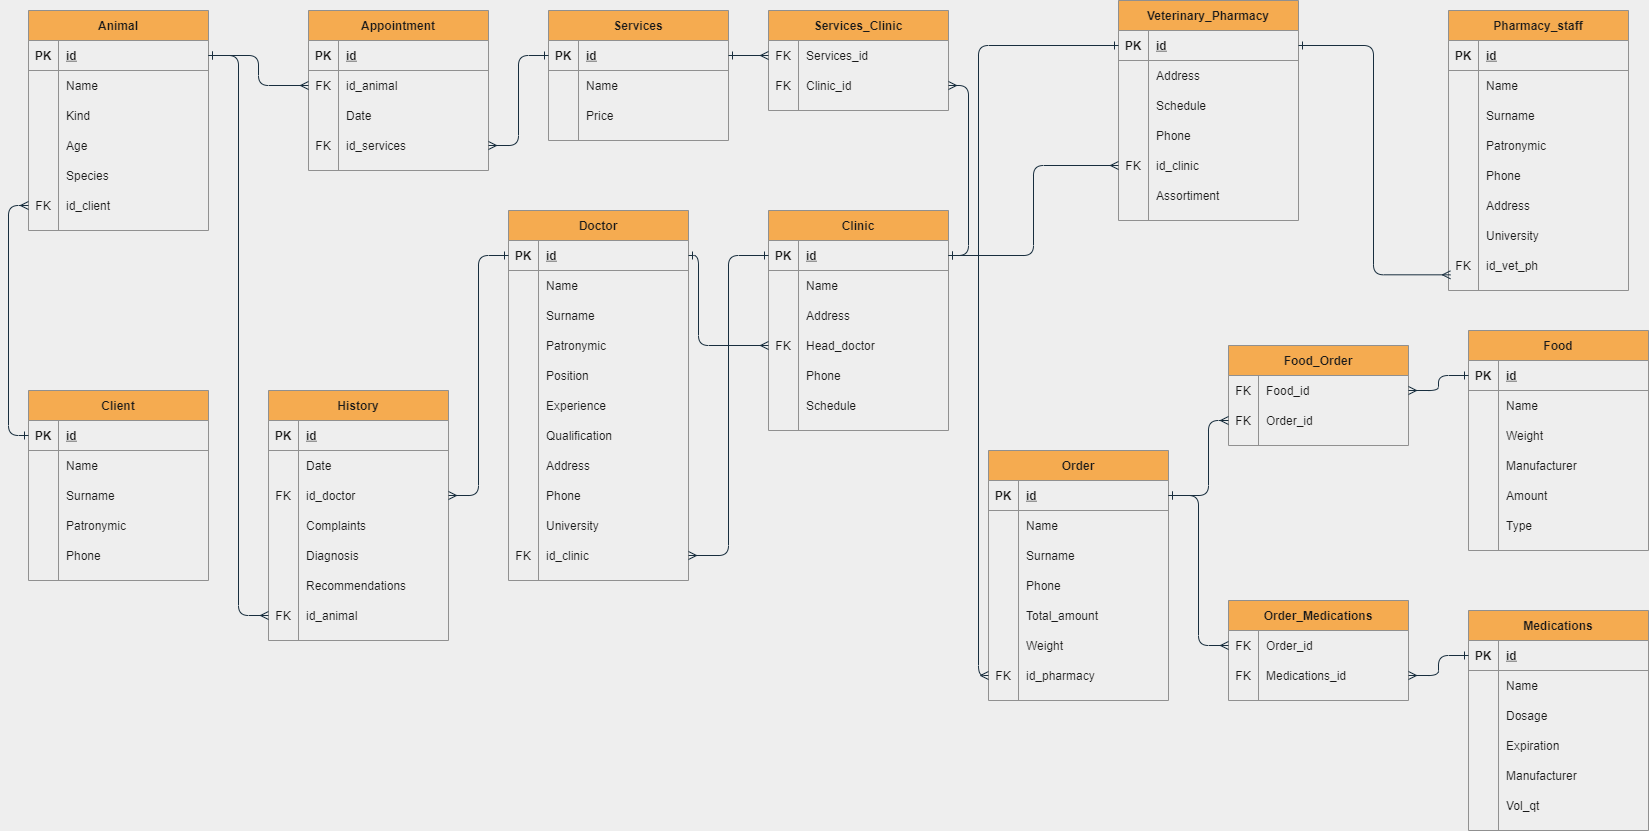 Animal
PK id
Name
Kind
Age
Species
FK id_client
Appointment
PK id
FK id_animal
Date
FK id_services
Services
PK id
Name
Price
Services_Clinic
FK Services_id
FK Clinic_id
Veterinary_Pharmacy
PK id
Address
Schedule
Phone
FK id_clinic
Assortiment
Pharmacy_staff
PK id
Name
Surname
Patronymic
Phone
Address
University
FK id_vet_ph
Doctor
PK id
Name
Surname
Patronymic
Position
Experience
Qualification
Address
Phone
University
FK id_clinic
Clinic
PK id
Name
Address
FK Head_doctor
Phone
Schedule
Client
PK id
Name
Surname
Patronymic
Phone
History
PK id
Date
FK id_doctor
Complaints
Diagnosis
Recommendations
FK id_animal
Order
PK id
Name
Surname
Phone
Total_amount
Weight
FK id_pharmacy
Food_Order
FK Food_id
FK Order_id
Food
PK id
Name
Weight
Manufacturer
Amount
Type
Order_Medications
FK Order_id
FK Medications_id
Medications
PK id
Name
Dosage
Expiration
Manufacturer
Vol_qt